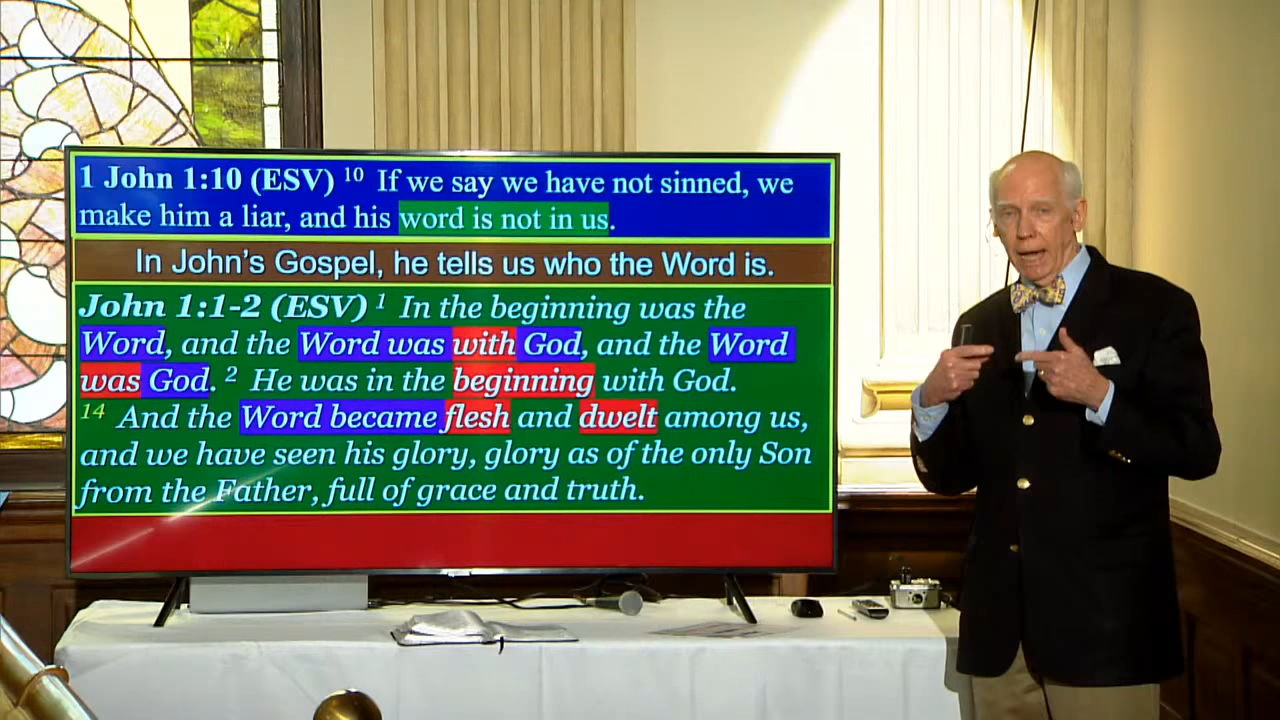 1 John 1:10 (ESV) 10 If we say we have not sinned, we
make him a liar, and his word is not in us.
In John's Gospel, he tells us who the Word is.
John 1:1-2 (ESV) 1 In the beginning was the
Word, and the Word was with God, and the Word
was God. 2 He was in the beginning with God.
14 And the Word became flesh and dwelt among us,
and we have seen his glory, glory as of the only Son
from the Father, full of grace and truth.